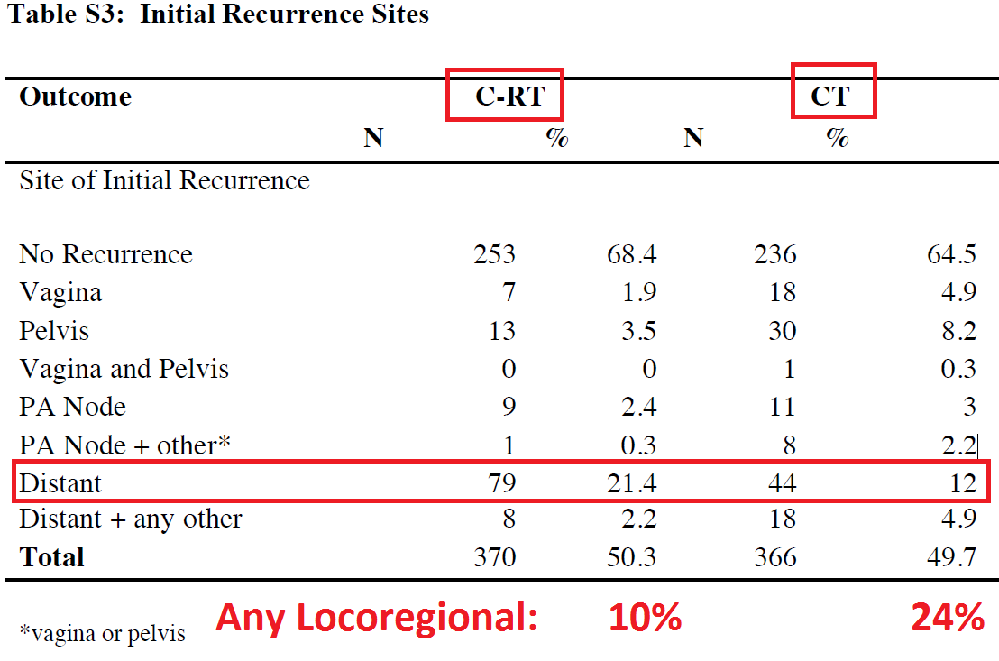 Table S3: Initial Recurrence Sites
Outcome C-RT CT
N % N %
Site of Initial Recurrence
No Recurrence 253 68.4 236 64.5
Vagina 7 1.9 18 4.9
Pelvis 13 3.5 30 8.2
Vagina and Pelvis 0 0 1 0.3
PA Node 9 2.4 11 3
PA Node + other* 1 0.3 8 2.2
Distant 79 21.4 44 12
Distant + any other 8 2.2 18 4.9
Total 370 50.3 366 49.7
*vagina or pelvis Any Locoregional: 10% 24%